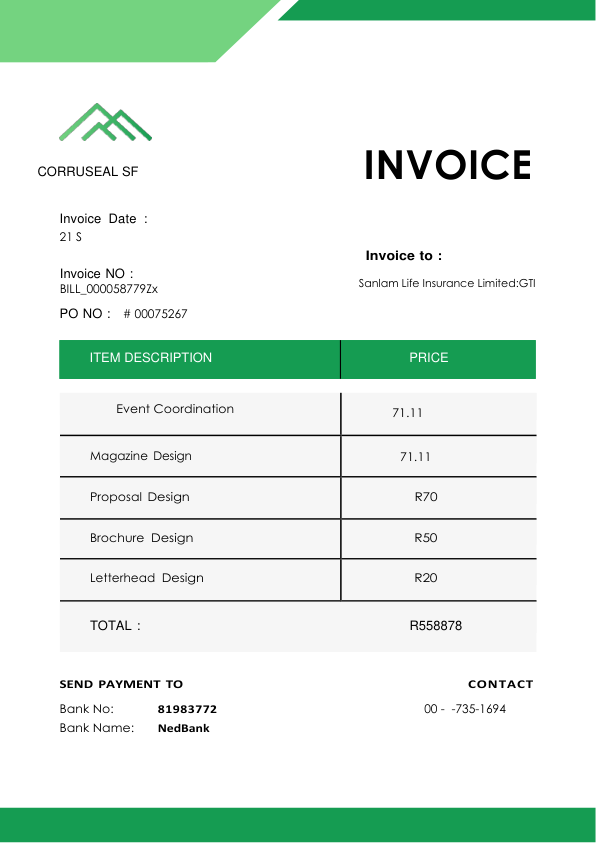 CORRUSEAL SF
INVOICE
Invoice Date :
21 S
Invoice to :
Invoice NO :
BILL_000058779Zx
Sanlam Life Insurance Limited:GTI
PO NO : # 00075267
ITEM DESCRIPTION PRICE
Event Coordination 71.11
Magazine Design 71.11
Proposal Design R70
Brochure Design R50
Letterhead Design R20
TOTAL : R558878
SEND PAYMENT TO CONTACT
Bank No: 81983772 00 - -735-1694
Bank Name: NedBank